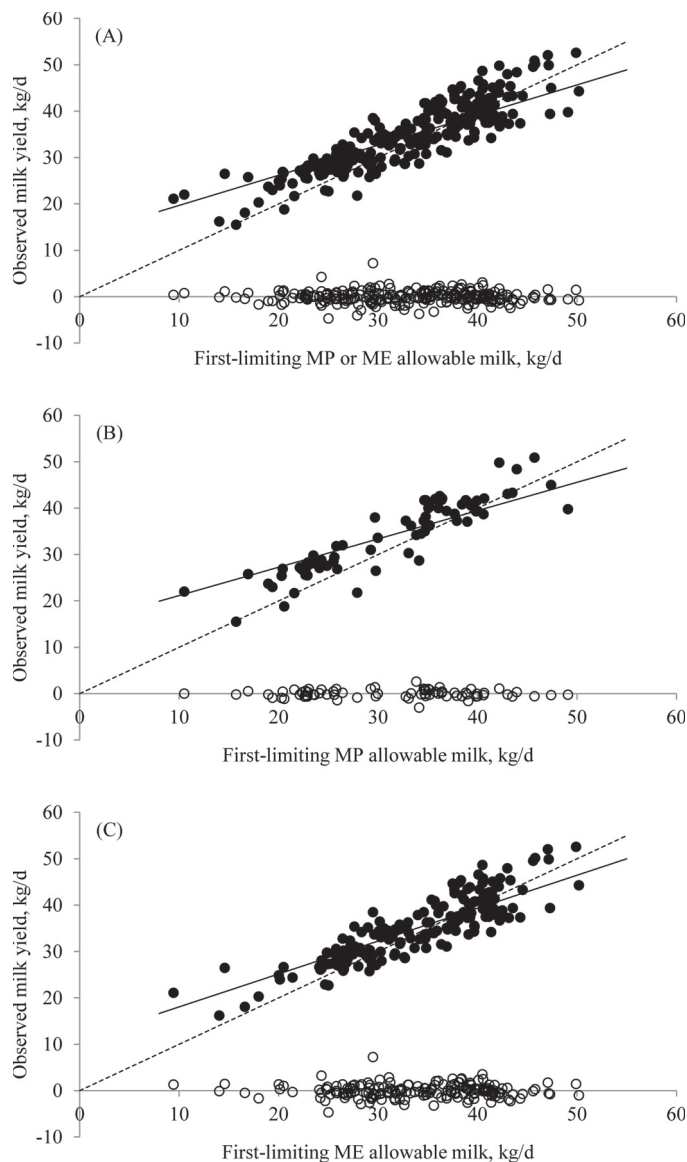 (A)
Observed milk yield, kg/d
60
50
40
30
20
10
0
-10
0 10 20 30 40 50 60
First-limiting MP or ME allowable milk, kg/d
(B)
Observed milk yield, kg/d
60
50
40
30
20
10
0
-10
0 10 20 30 40 50 60
First-limiting MP allowable milk, kg/d
(C)
Observed milk yield, kg/d
60
50
40
30
20
10
0
-10
0 10 20 30 40 50 60
First-limiting ME allowable milk, kg/d